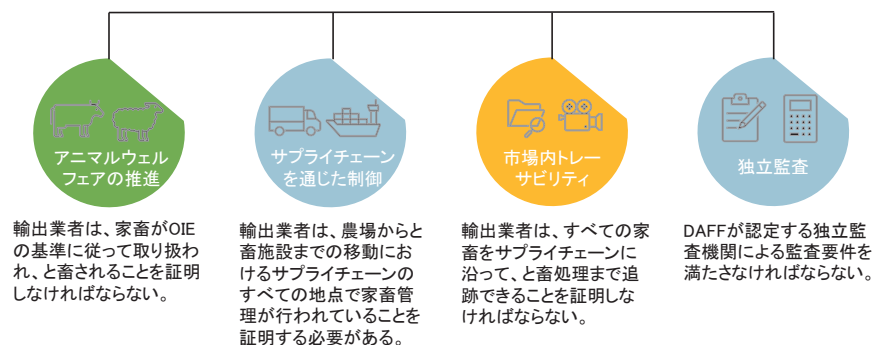 アニマルウェル
フェアの推進
輸出業者は、家畜がOIE
の基準に従って取り扱わ
れ、と畜されることを証明
しなければならない。
サプライチェーン
を通じた制御
輸出業者は、農場からと
畜施設までの移動にお
けるサプライチェーンの
すべての地点で家畜管
理が行われていることを
証明する必要がある。
市場内トレー
サビリティ
輸出業者は、すべての家
畜をサプライチェーンに
沿って、と畜処理まで追
跡できることを証明しな
ければならない。
独立監査
DAFFが認定する独立監
査機関による監査要件を
満たさなければならない。